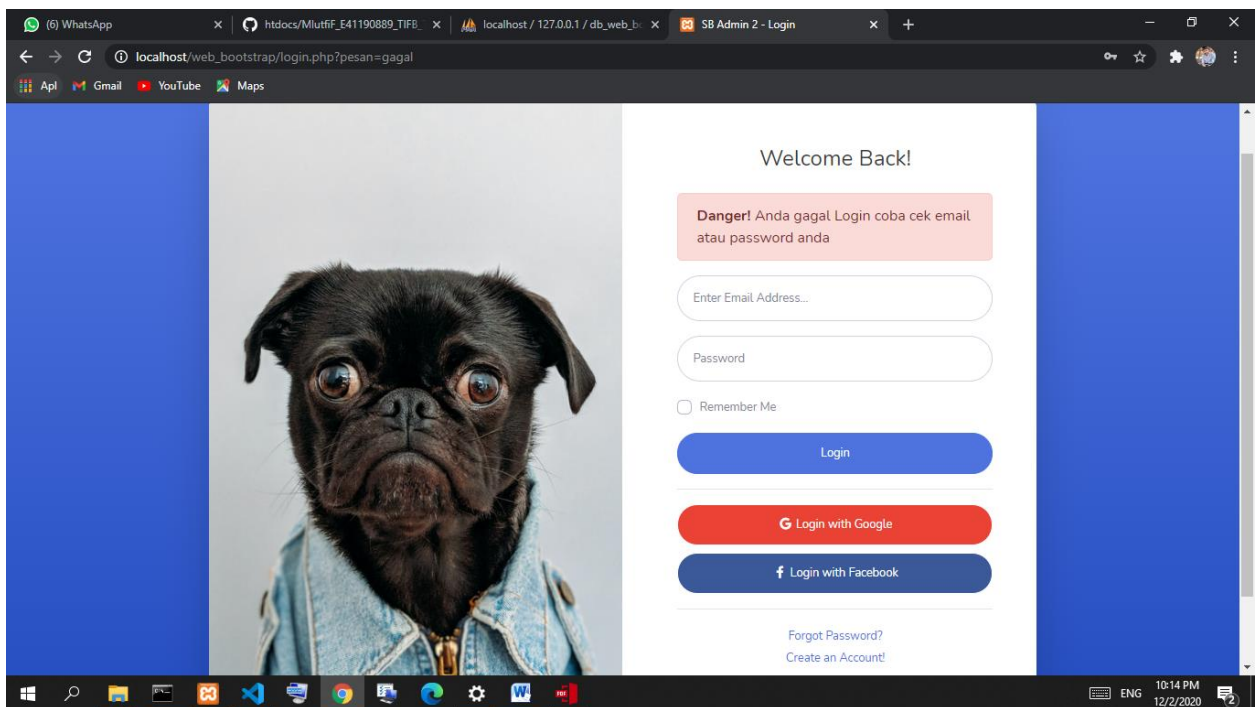 (6) WhatsApp
htdocs/MlutfiF_E41190889_TIFB_
localhost / 127.0.0.1 / db_web_bo
SB Admin 2 - Login
localhost/web_bootstrap/login.php?pesan=gagal
Apl
Gmail
YouTube
Maps
Welcome Back!
Danger! Anda gagal Login coba cek email
atau password anda
Enter Email Address...
Password
Remember Me
Login
G Login with Google
f Login with Facebook
Forgot Password?
Create an Account!
ENG
10:14 PM
12/2/2020
2